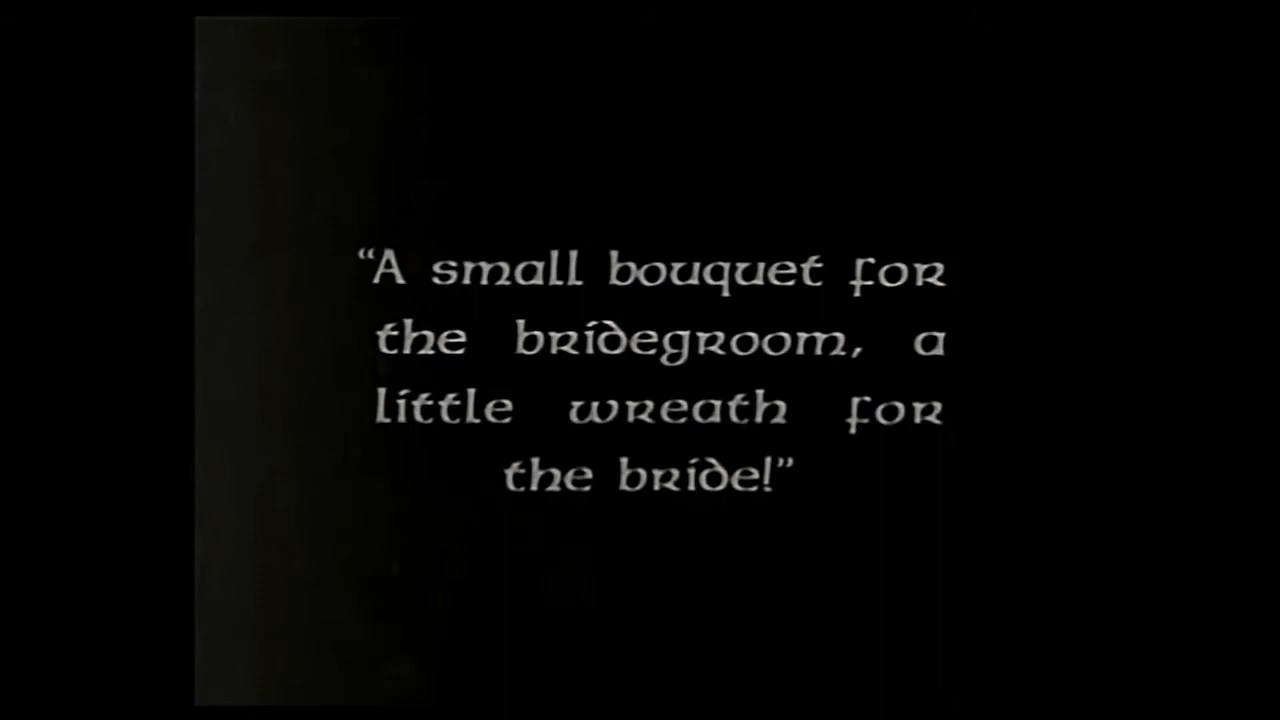 “A small bouquet for
the bridegroom, a
little wreath for
the bride!”